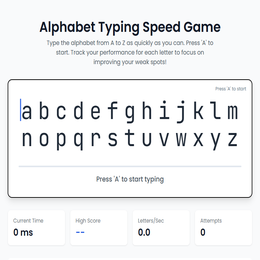 Alphabet Typing Speed Game
Type the alphabet from A to Z as quickly as you can. Press 'A' to
start. Track your performance for each letter to focus on
improving your weak spots!
Press 'A' to start
a b c d e f g h i j k l m
n o p q r s t u v w x y z
Press 'A' to start typing
Current Time
High Score
Letters/Sec
Attempts
0 ms
--
0.0
0